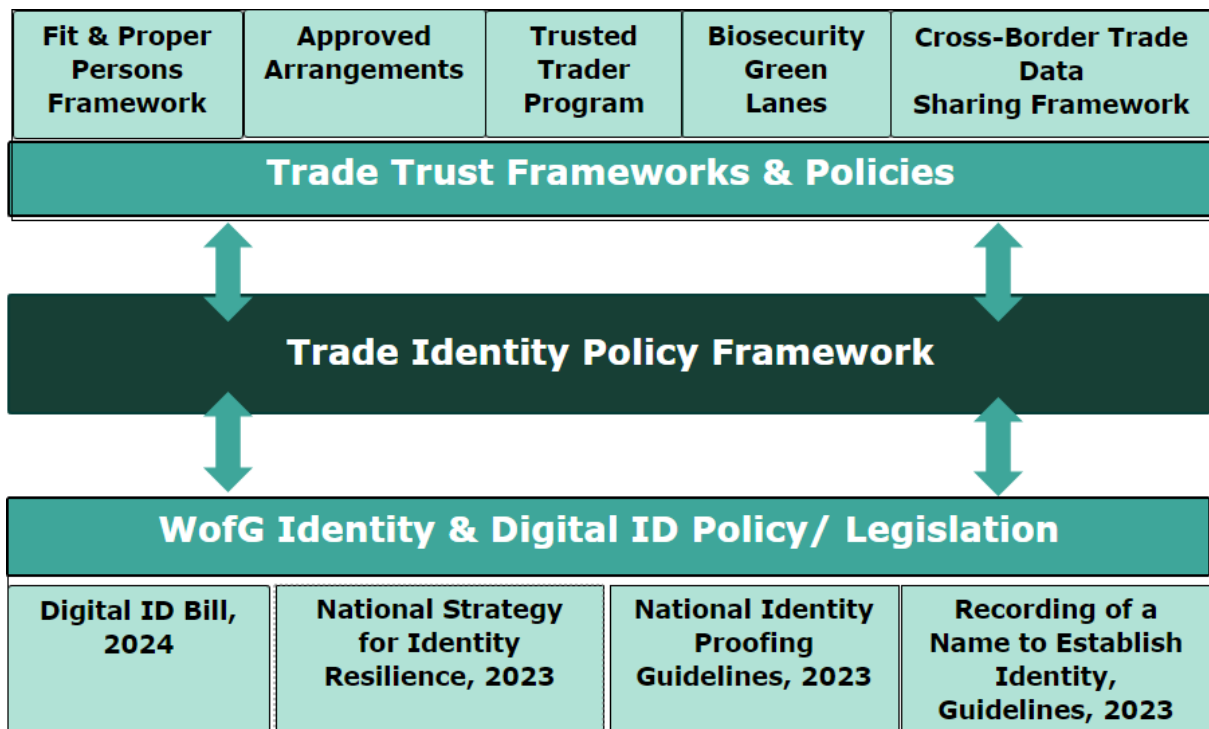 Fit & Proper
Persons
Framework
Approved
Arrangements
Trusted
Trader
Program
Biosecurity
Green
Lanes
Cross-Border Trade
Data
Sharing Framework
Trade Trust Frameworks & Policies
Trade Identity Policy Framework
WofG Identity & Digital ID Policy/ Legislation
Digital ID Bill,
2024
National Strategy
for Identity
Resilience, 2023
National Identity
Proofing
Guidelines, 2023
Recording of a
Name to Establish
Identity,
Guidelines, 2023